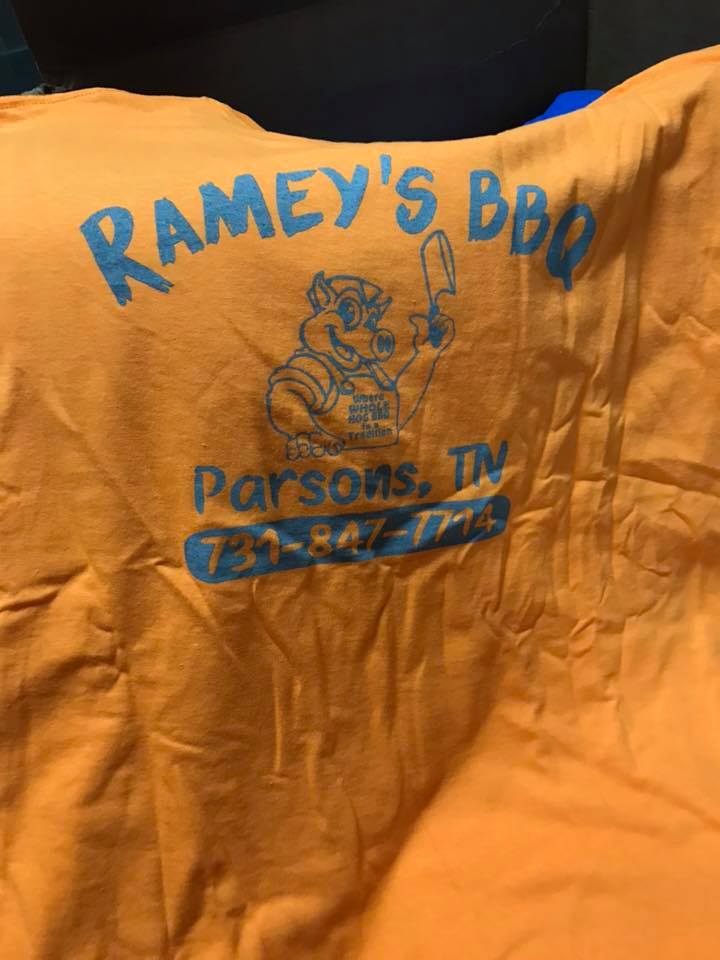 RAMEY'S BBQ
Where
WHOLE
HOG BBQ
is a
Tradition
Parsons, TN
731-847-7714